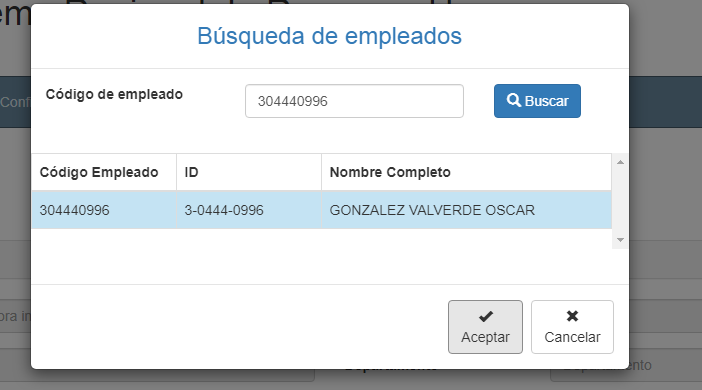 Búsqueda de empleados
Código de empleado
304440996
Buscar
Código Empleado ID Nombre Completo
304440996 3-0444-0996 GONZALEZ VALVERDE OSCAR
Aceptar
Cancelar